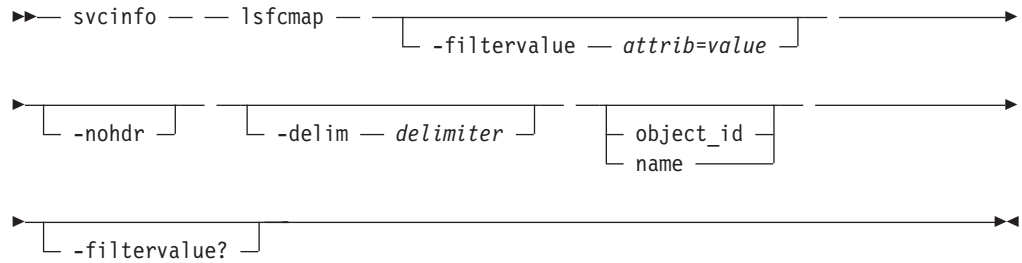 svcinfo lsfcmap
-filtervalue attrib=value
-nohdr -delim delimiter object_id
name
-filtervalue?